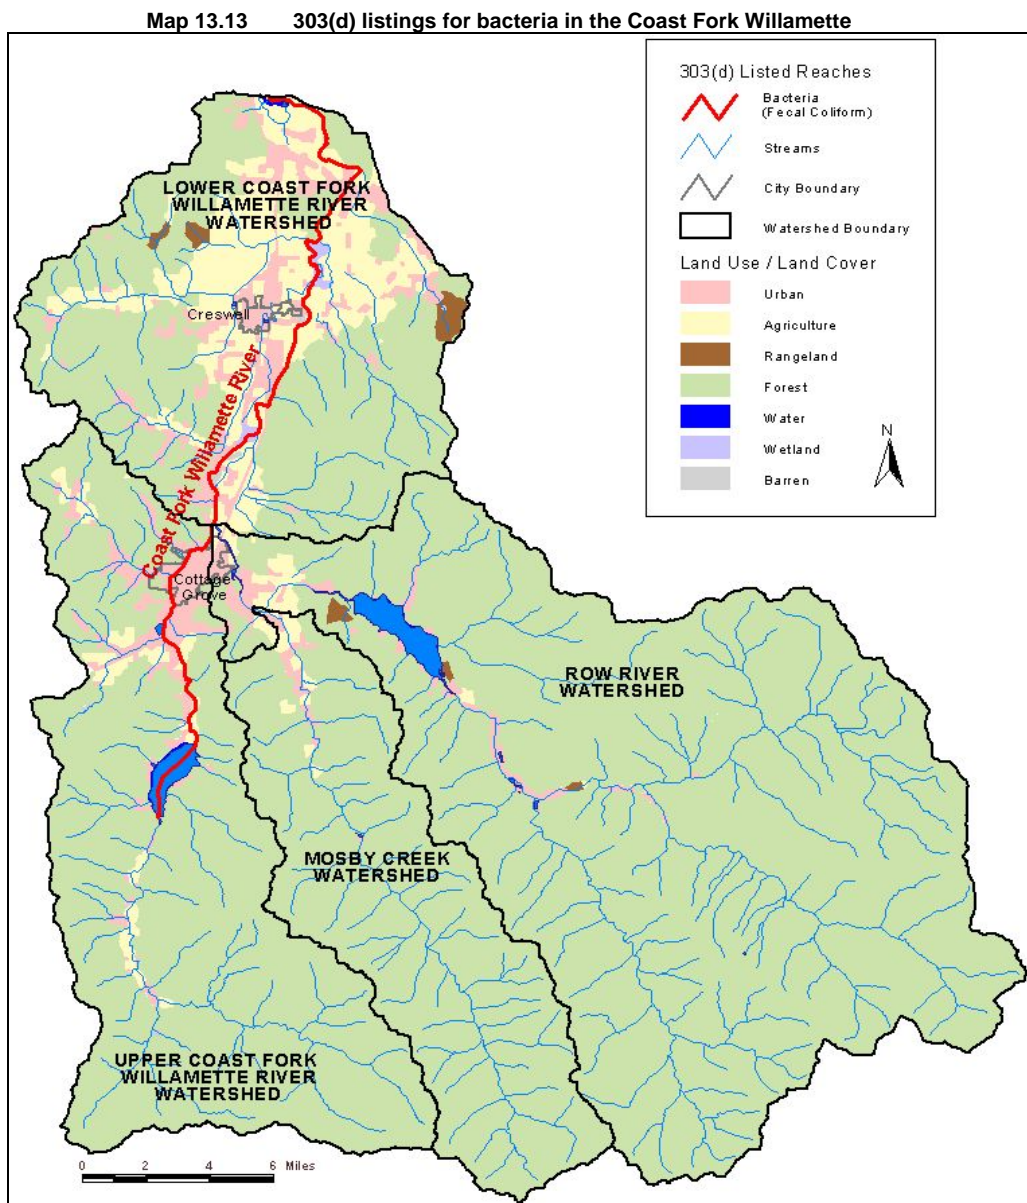 Map 13.13 303(d) listings for bacteria in the Coast Fork Willamette
303(d) Listed Reaches
Bacteria
(Fecal Coliform)
Streams
City Boundary
Watershed Boundary
Land Use / Land Cover
Urban
Agriculture
Rangeland
Forest
Water
Wetland
Barren
N
LOWER COAST FORK
WILLAMETTE RIVER
WATERSHED
Creswell
Coast Fork Willamette River
Cottage
Grove
ROW RIVER
WATERSHED
MOSBY CREEK
WATERSHED
UPPER COAST FORK
WILLAMETTE RIVER
WATERSHED
0 2 4 6 Miles